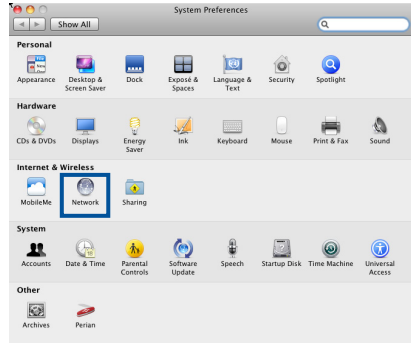 System Preferences
Show All
Personal
Appearance Desktop & Screen Saver Dock Exposé & Spaces Language & Text Security Spotlight
Hardware
CDs & DVDs Displays Energy Saver Ink Keyboard Mouse Print & Fax Sound
Internet & Wireless
MobileMe Network Sharing
System
Accounts Date & Time Parental Controls Software Update Speech Startup Disk Time Machine Universal Access
Other
Archives Perian